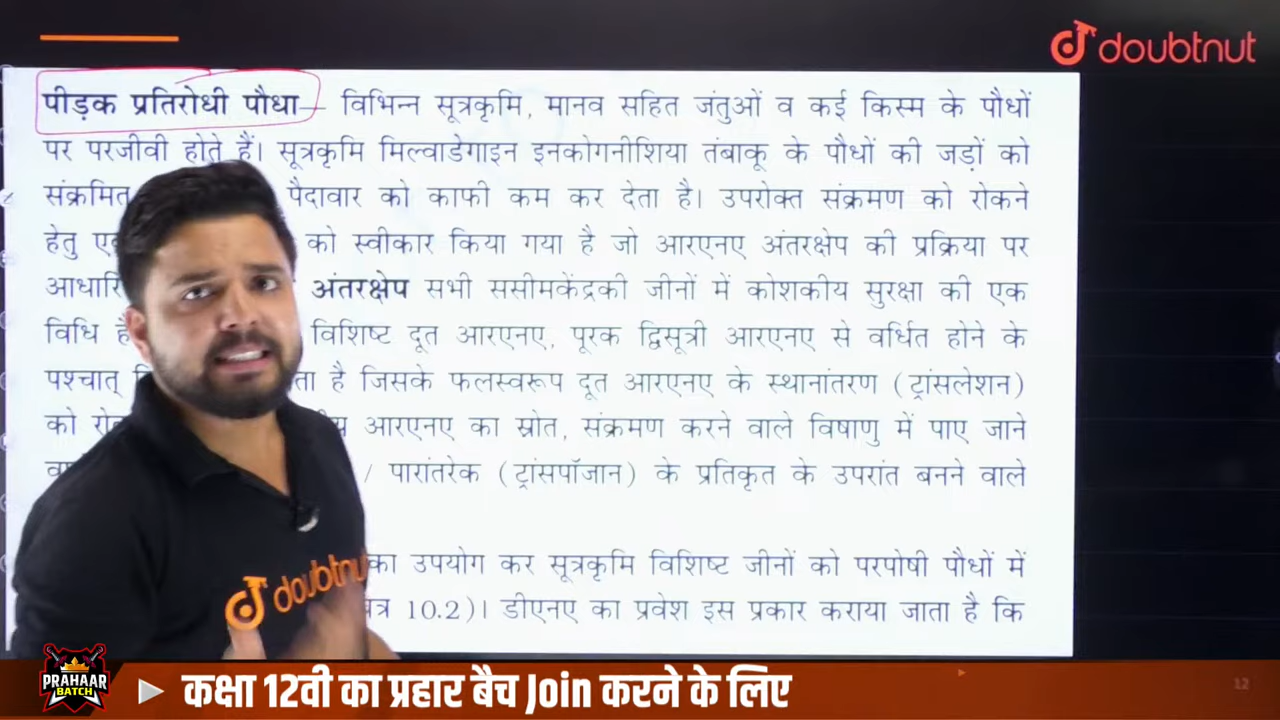 doubtnut
पीड़क प्रतिरोधी पौधा– विभिन्न सूत्रकृमि, मानव सहित जंतुओं व कई किस्म के पौधों
पर परजीवी होते हैं। सूत्रकृमि मिल्वाडेगाइन इनकोगनीशिया तंबाकू के पौधों की जड़ों को
संक्रमित पैदावार को काफी कम कर देता है। उपरोक्त संक्रमण को रोकने
हेतु को स्वीकार किया गया है जो आरएनए अंतरक्षेप की प्रक्रिया पर
अंतरक्षेप सभी ससीमकेंद्रकी जीनों में कोशकीय सुरक्षा की एक
विधि विशिष्ट दूत आरएनए, पूरक द्विसूत्री आरएनए से वर्धित होने के
पश्चात् है जिसके फलस्वरूप दूत आरएनए के स्थानांतरण (ट्रांसलेशन)
को आरएनए का स्रोत, संक्रमण करने वाले विषाणु में पाए जाने
/ पारांतरेक (ट्रांसपॉजान) के प्रतिकृत के उपरांत बनने वाले
का उपयोग कर सूत्रकृमि विशिष्ट जीनों को परपोषी पौधों में
10.2)। डीएनए का प्रवेश इस प्रकार कराया जाता है कि
doubtnut
PRAHAAR
BATCH
कक्षा 12वी का प्रहार बैच Join करने के लिए
12